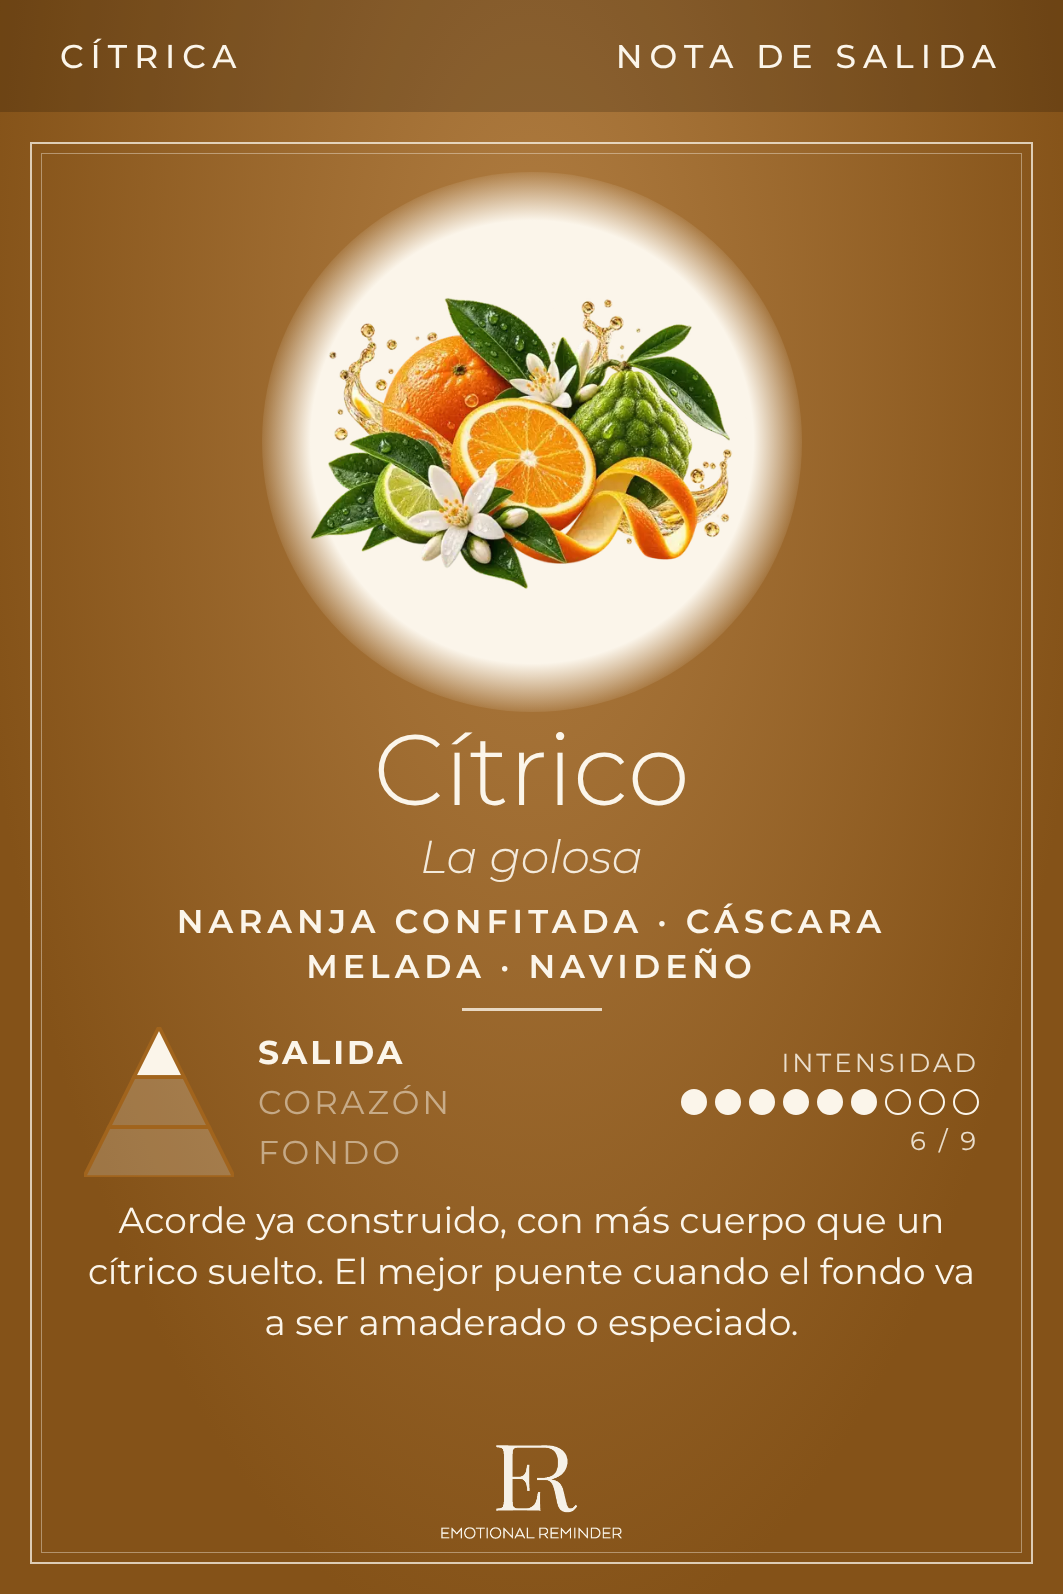 CÍTRICA
NOTA DE SALIDA
Cítrico
La golosa
NARANJA CONFITADA · CÁSCARA
MELADA · NAVIDEÑO
SALIDA
CORAZÓN
FONDO
INTENSIDAD
6 / 9
Acorde ya construido, con más cuerpo que un
cítrico suelto. El mejor puente cuando el fondo va
a ser amaderado o especiado.
ER
EMOTIONAL REMINDER